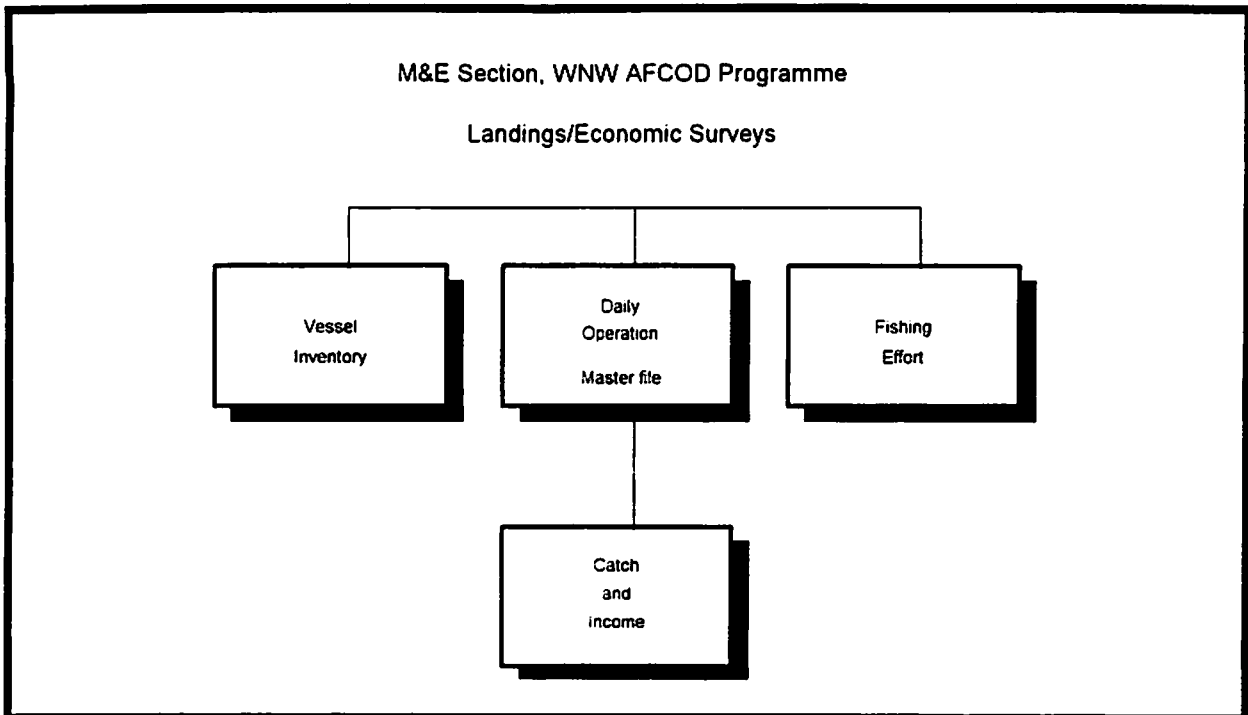 M&E Section, WNW AFCOD Programme
Landings/Economic Surveys
Vessel
Inventory
Daily
Operation
Master file
Fishing
Effort
Catch
and
income